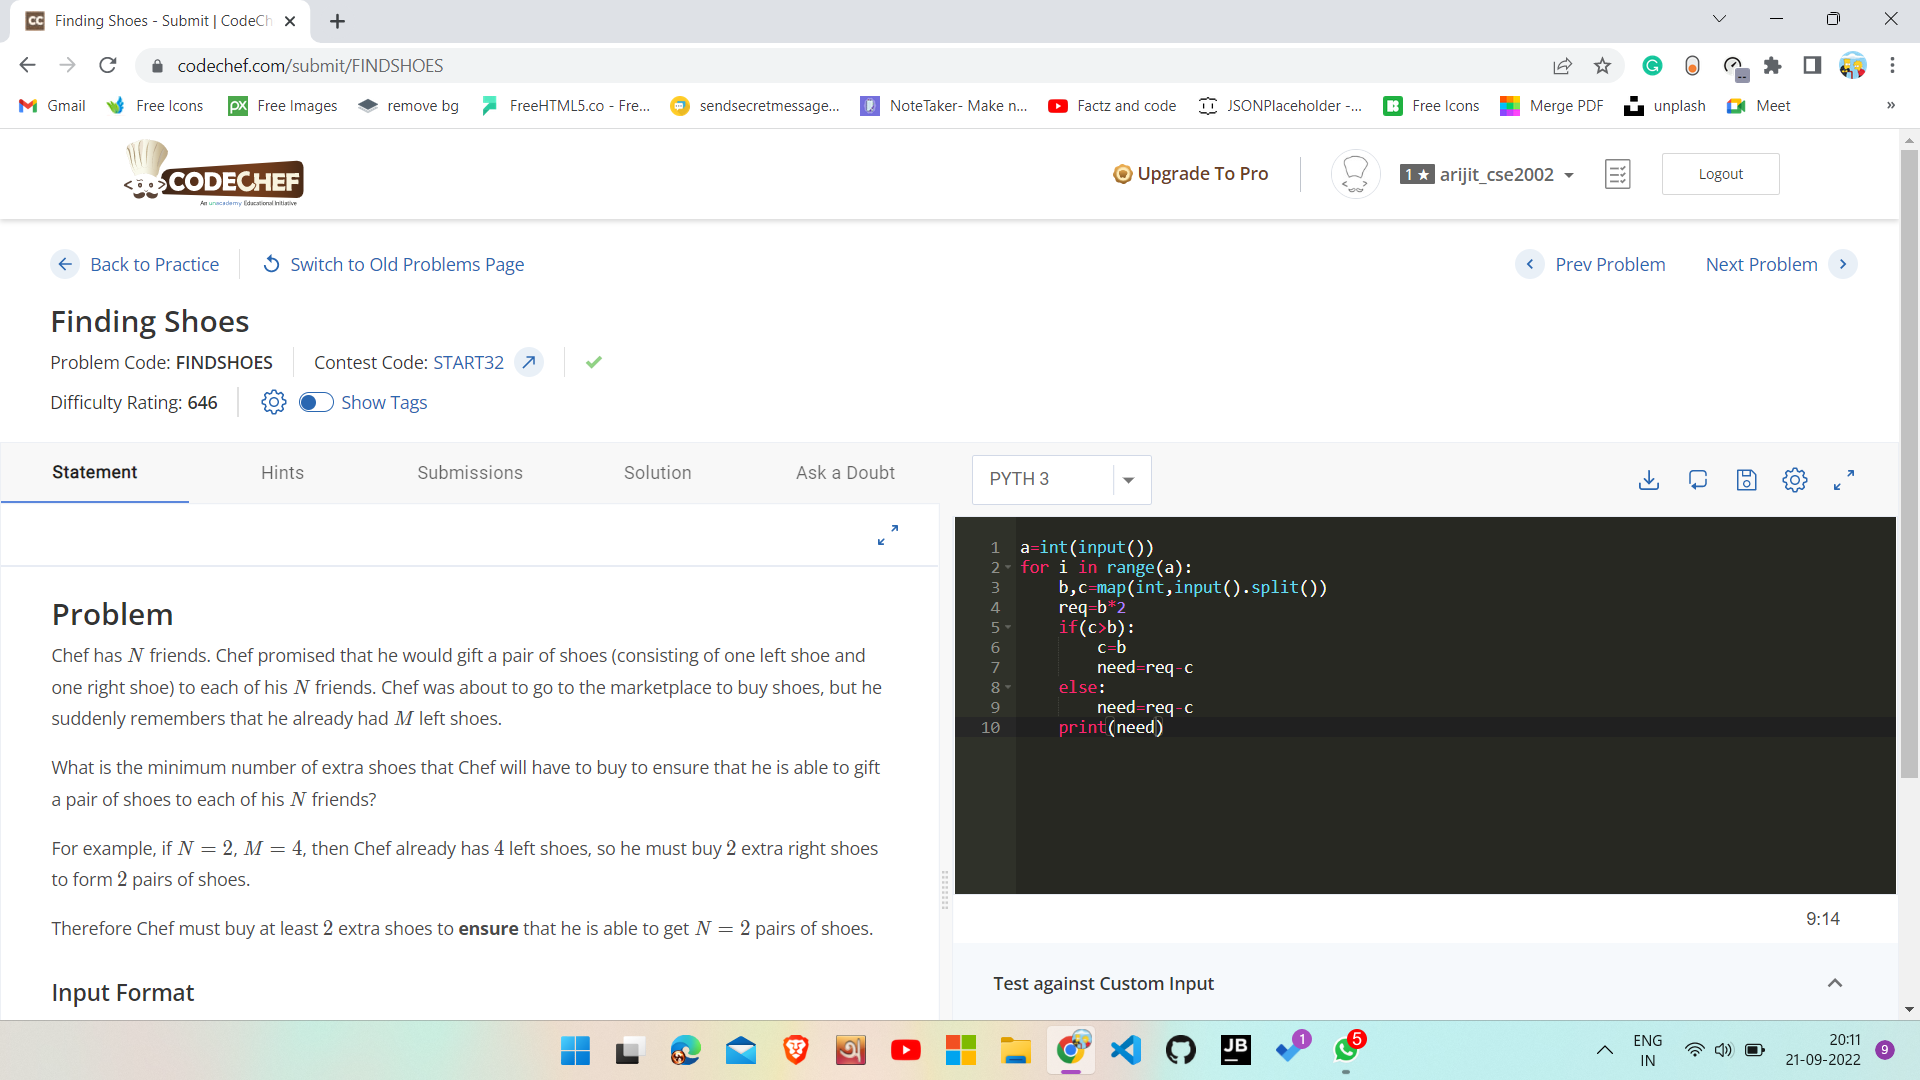 Finding Shoes - Submit | CodeCh
codechef.com/submit/FINDSHOES
Gmail
Free Icons
Free Images
remove bg
FreeHTML5.co - Fre...
sendsecretmessage...
NoteTaker- Make n...
Factz and code
JSONPlaceholder -...
Free Icons
Merge PDF
unplash
Meet
»
CODECHEF
An unacademy Educational Initiative
Upgrade To Pro
1★ arijit_cse2002
Logout
Back to Practice
Switch to Old Problems Page
Prev Problem
Next Problem
Finding Shoes
Problem Code: FINDSHOES
Contest Code: START32
Difficulty Rating: 646
Show Tags
Statement
Hints
Submissions
Solution
Ask a Doubt
PYTH 3
Problem
Chef has N friends. Chef promised that he would gift a pair of shoes (consisting of one left shoe and
one right shoe) to each of his N friends. Chef was about to go to the marketplace to buy shoes, but he
suddenly remembers that he already had M left shoes.
What is the minimum number of extra shoes that Chef will have to buy to ensure that he is able to gift
a pair of shoes to each of his N friends?
For example, if N = 2, M = 4, then Chef already has 4 left shoes, so he must buy 2 extra right shoes
to form 2 pairs of shoes.
Therefore Chef must buy at least 2 extra shoes to ensure that he is able to get N = 2 pairs of shoes.
Input Format
1 a=int(input())
2 for i in range(a):
3 b,c=map(int,input().split())
4 req=b*2
5 if(c>b):
6 c=b
7 need=req-c
8 else:
9 need=req-c
10 print(need)
9:14
Test against Custom Input
JB
1
5
ENG
IN
20:11
21-09-2022
9